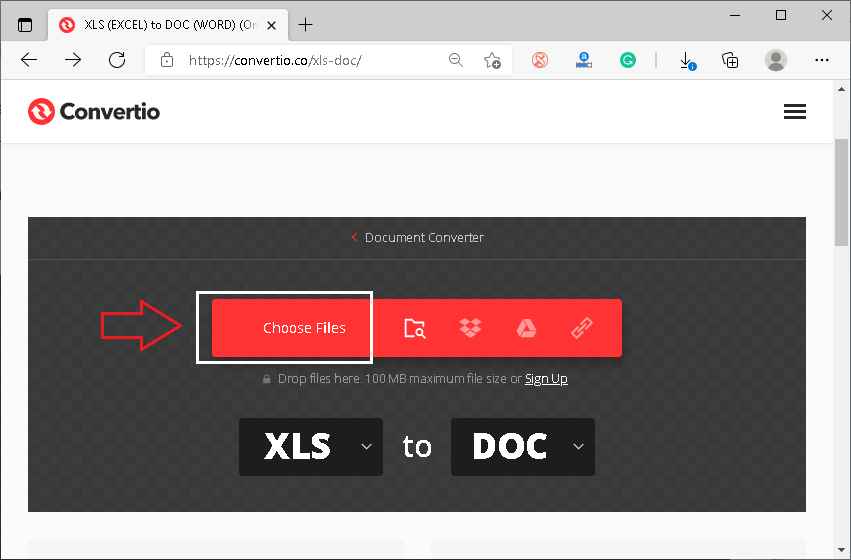 XLS (EXCEL) to DOC (WORD) (On
https://convertio.co/xls-doc/
Convertio
Document Converter
Choose Files
Drop files here. 100 MB maximum file size or Sign Up
XLS to DOC